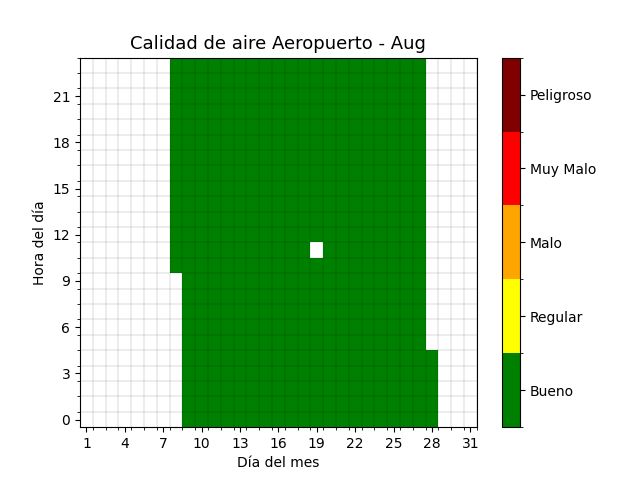 Calidad de aire Aeropuerto - Aug
Hora del día
21
18
15
12
9
6
3
0
1 4 7 10 13 16 19 22 25 28 31
Día del mes
Peligroso
Muy Malo
Malo
Regular
Bueno